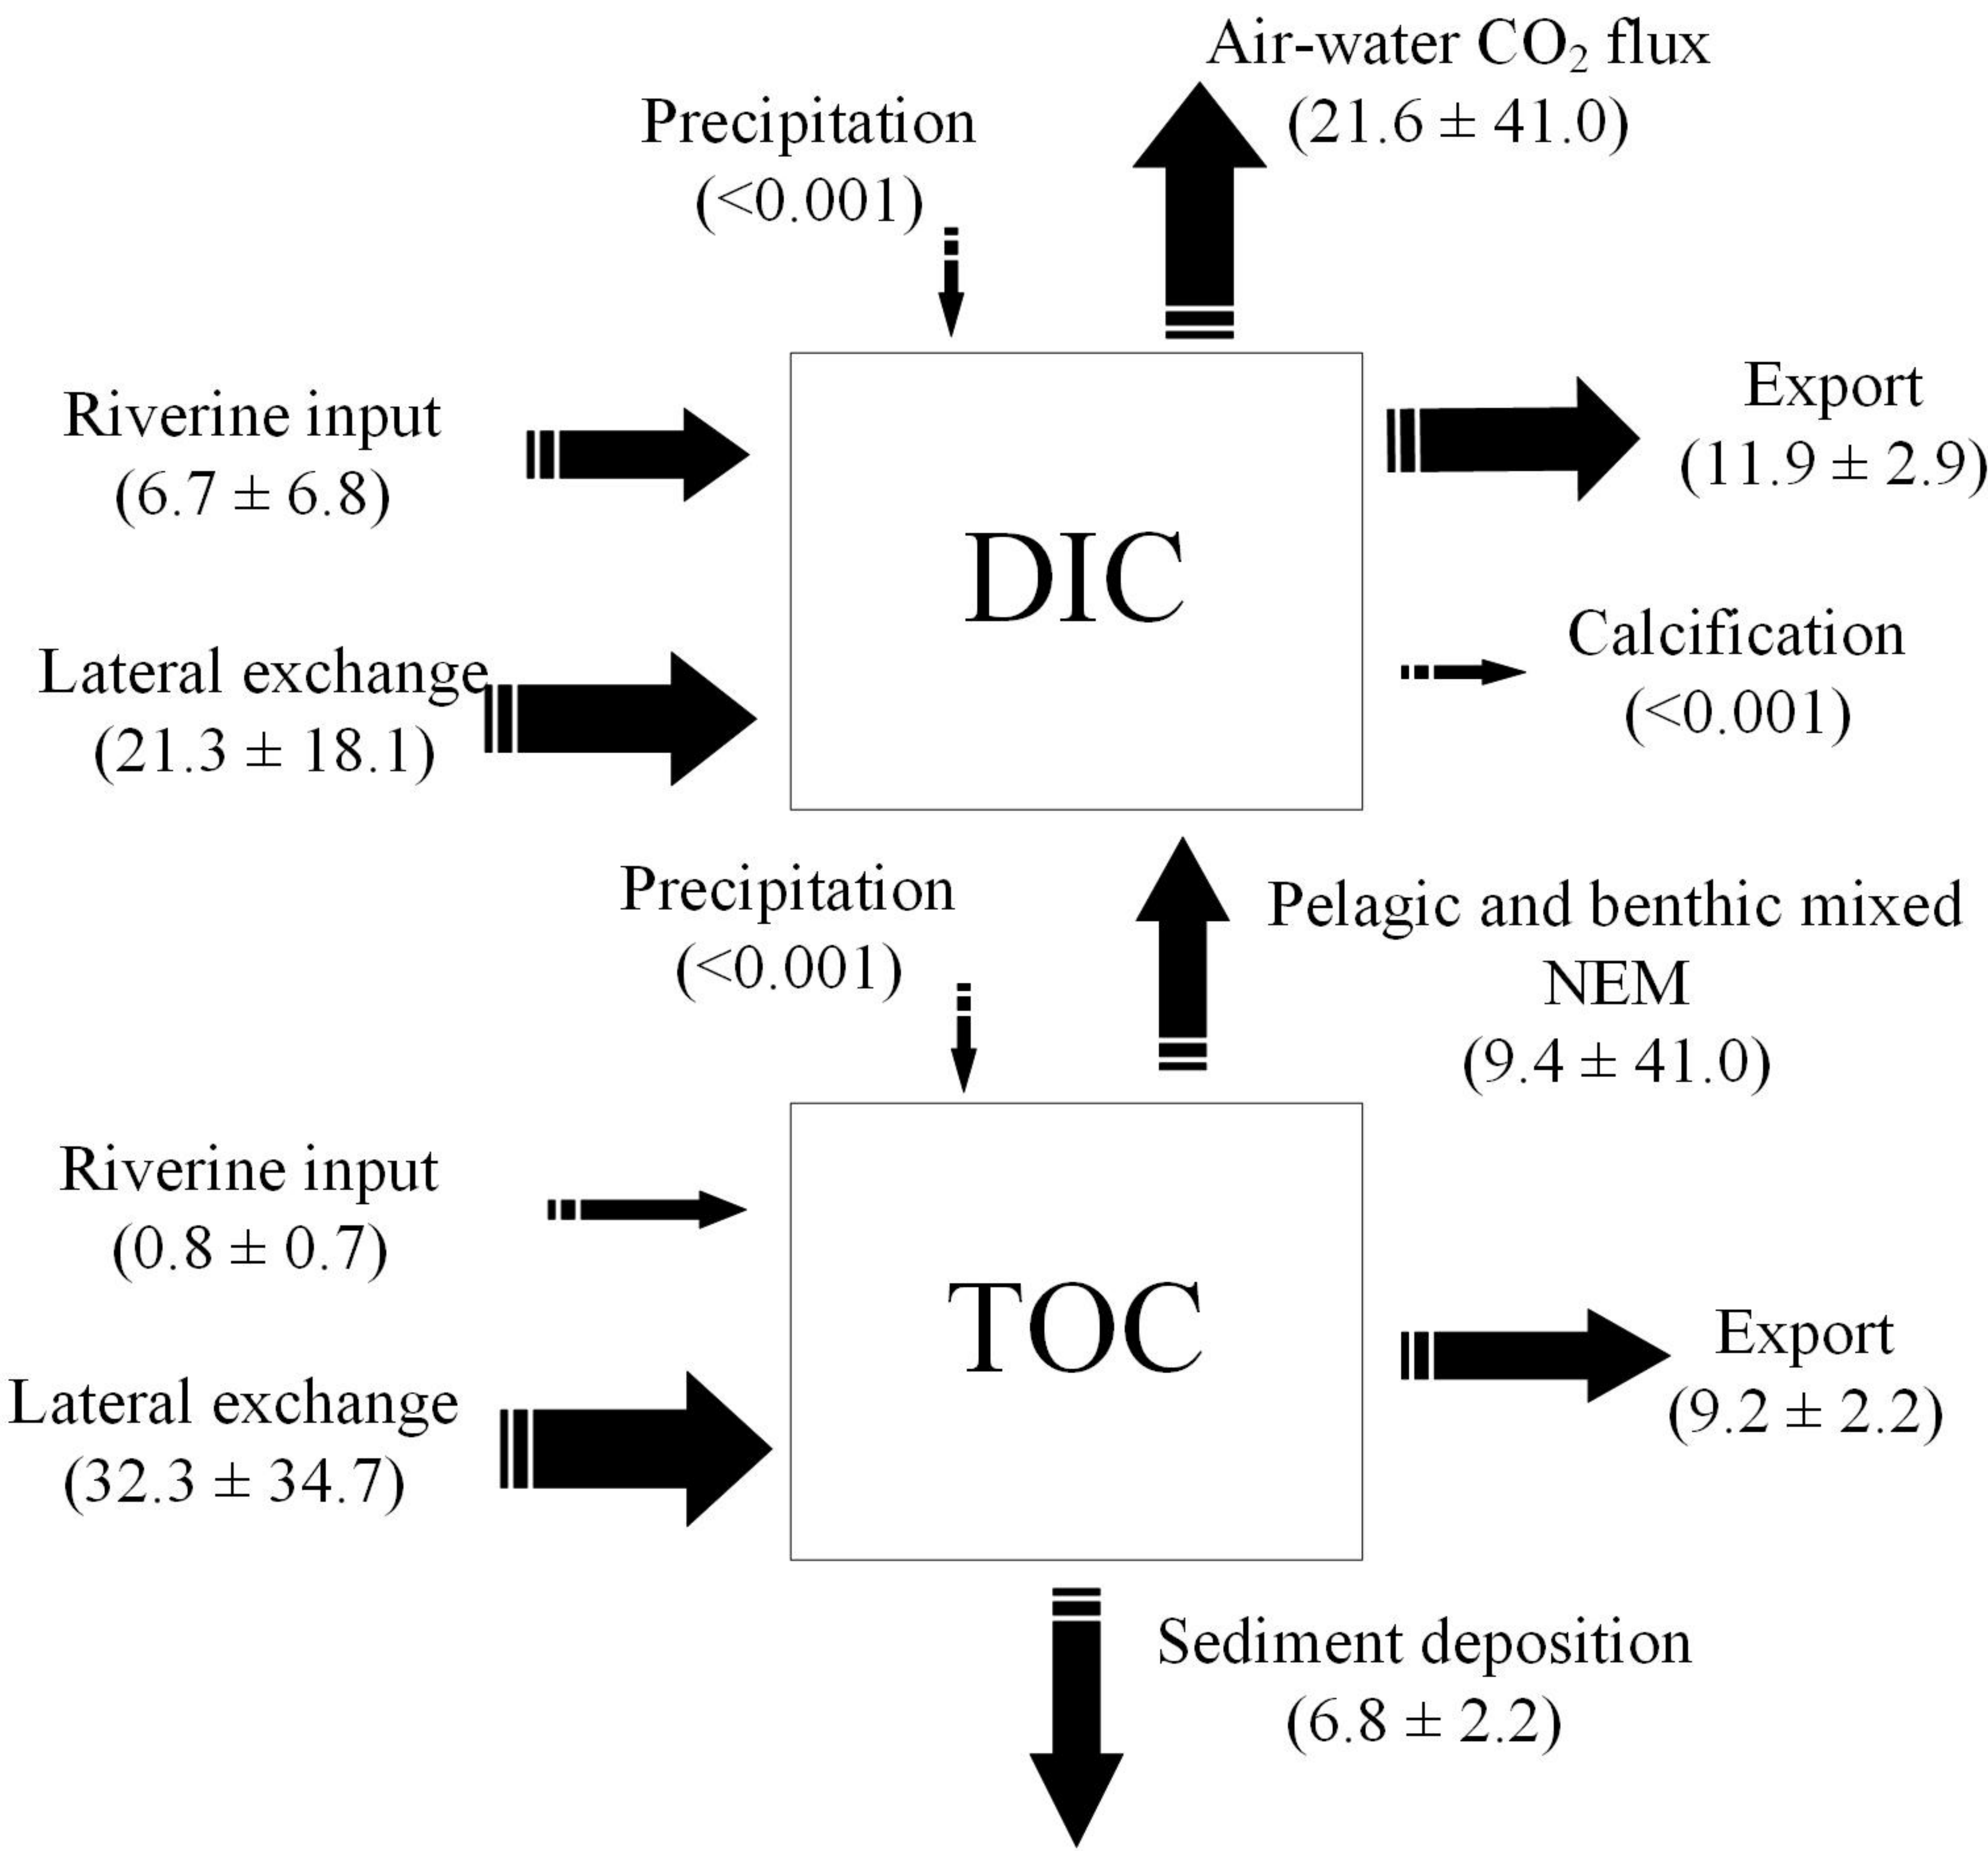 Air-water CO₂ flux
(21.6 ± 41.0)
Precipitation
(<0.001)
Riverine input
(6.7 ± 6.8)
Export
(11.9 ± 2.9)
DIC
Lateral exchange
(21.3 ± 18.1)
Calcification
(<0.001)
Precipitation
(<0.001)
Pelagic and benthic mixed
NEM
(9.4 ± 41.0)
Riverine input
(0.8 ± 0.7)
TOC
Export
(9.2 ± 2.2)
Lateral exchange
(32.3 ± 34.7)
Sediment deposition
(6.8 ± 2.2)